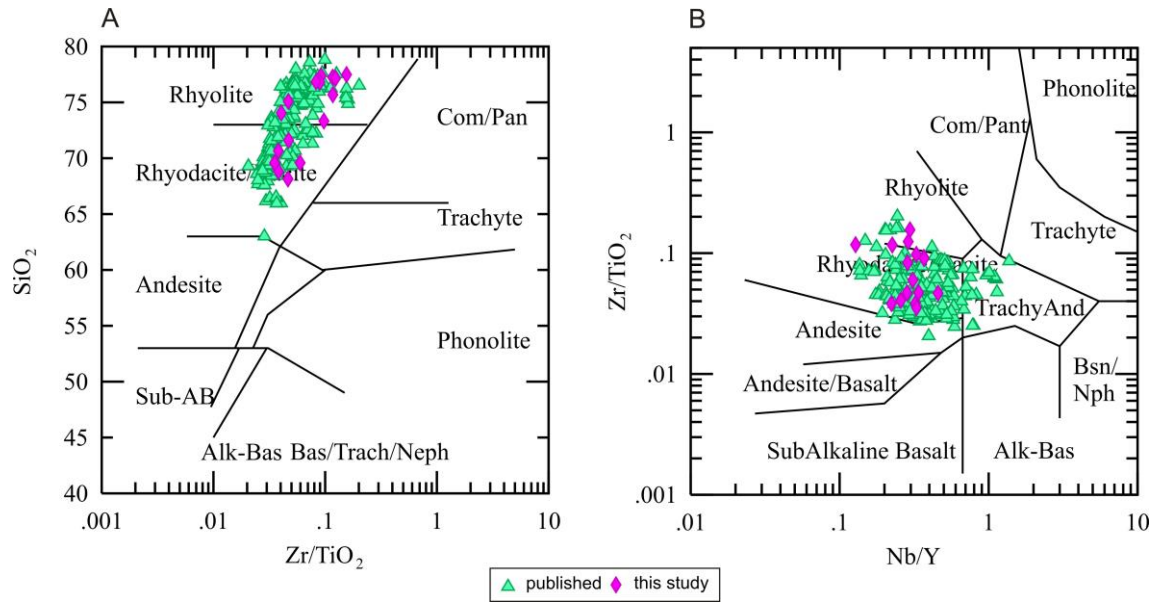 A
80
75
70
65
60
55
50
45
40
SiO2
Rhyolite
Com/Pan
Trachyte
Andesite
Phonolite
Sub-AB
Alk-Bas Bas/Trach/Neph
.001 .01 .1 1 10
Zr/TiO2
B
1
0.1
.01
.001
Zr/TiO2
Phonolite
Com/Pant
Rhyolite
Trachyte
TrachyAnd
Andesite
Andesite/Basalt
Bsn/
Nph
SubAlkaline Basalt
Alk-Bas
.01 0.1 1 10
Nb/Y
published this study